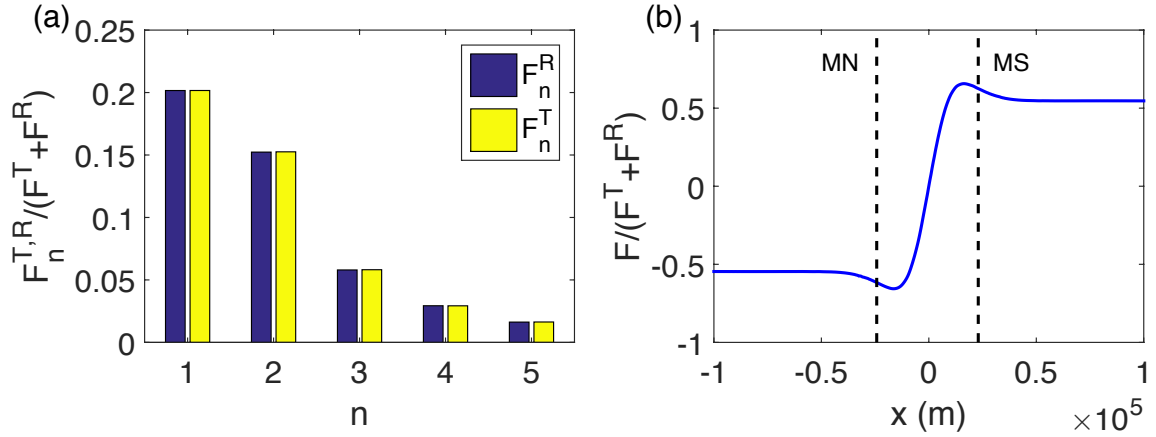 (a)
0.25
0.2
0.15
0.1
0.05
0
F_n^{T,R}/(F^T+F^R)
F_n^R
F_n^T
1 2 3 4 5
n
(b)
1
0.5
0
-0.5
-1
F/(F^T+F^R)
MN
MS
-1 -0.5 0 0.5 1
x (m)
×10^5